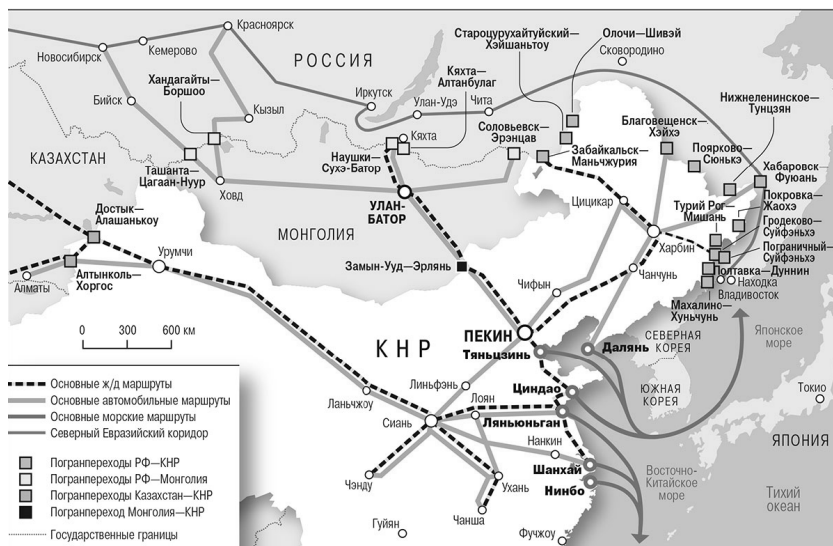 Красноярск
Новосибирск
Кемерово
РОССИЯ
Староцурухайтуйский—
Хэйшаньтоу
Олочи—Шивэй
Сковородино
Хандагайты—
Боршоо
Кяхта—
Алтанбулаг
Бийск
Кызыл
Иркутск
Улан-Удэ
Чита
Нижнеленинское—
Тунцзян
Благовещенск—
Хэйхэ
Соловьевск—
Эрэнцав
Кяхта
КАЗАХСТАН
Ташанта—
Цагаан-Нуур
Наушки—
Сухэ-Батор
Забайкальск—
Маньчжурия
Поярково—
Сюнькэ
Хабаровск—
Фуюань
Ховд
УЛАН-
БАТОР
Цицикар
Турий Рог—
Мишань
Покровка—
Жаохэ
Достык—
Алашанькоу
МОНГОЛИЯ
Гродеково—
Суйфэньхэ
Урумчи
Харбин
Пограничный—
Суйфэньхэ
Замын-Ууд—Эрлянь
Чанчунь
Полтавка—Дуннин
Алматы
Алтынколь—
Хоргос
Чифын
Находка
Владивосток
Махалино—
Хуньчунь
0 300 600 км
ПЕКИН
КНР
Тяньцзинь
Далянь
СЕВЕРНАЯ
КОРЕЯ
Японское
море
Основные ж/д маршруты
Основные автомобильные маршруты
Основные морские маршруты
Северный Евразийский коридор
Погранпереходы РФ—КНР
Погранпереходы РФ—Монголия
Погранпереходы Казахстан—КНР
Погранпереход Монголия—КНР
Государственные границы
Линьфэнь
Ланьчжоу
Лоян
Циндао
ЮЖНАЯ
КОРЕЯ
Токио
Сиань
Ляньюньган
ЯПОНИЯ
Нанкин
Чэнду
Ухань
Шанхай
Восточно-
Китайское
море
Нинбо
Тихий
океан
Чанша
Гуйян
Фучжоу